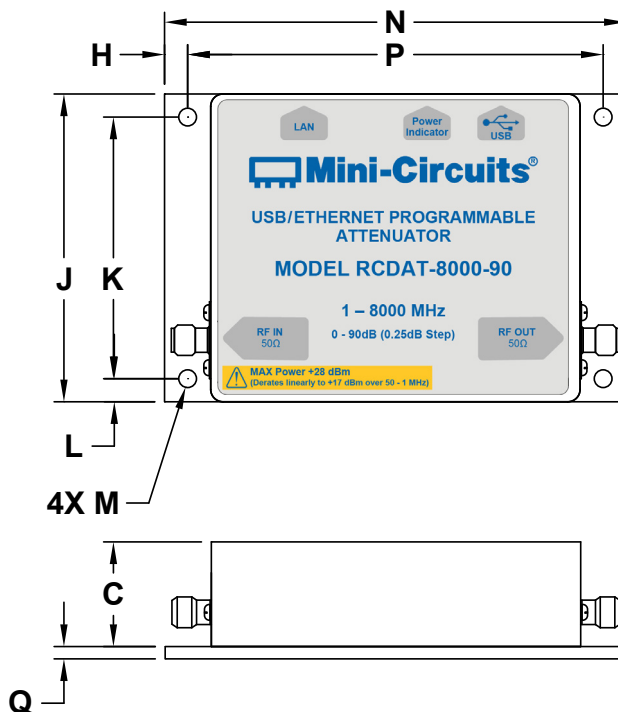 N
H
P
LAN
Power
Indicator
USB
Mini-Circuits®
USB/ETHERNET PROGRAMMABLE
ATTENUATOR
MODEL RCDAT-8000-90
J
K
1 – 8000 MHz
RF IN
50Ω
0 - 90dB (0.25dB Step)
RF OUT
50Ω
MAX Power +28 dBm
(Derates linearly to +17 dBm over 50 - 1 MHz)
L
4X M
C
Q